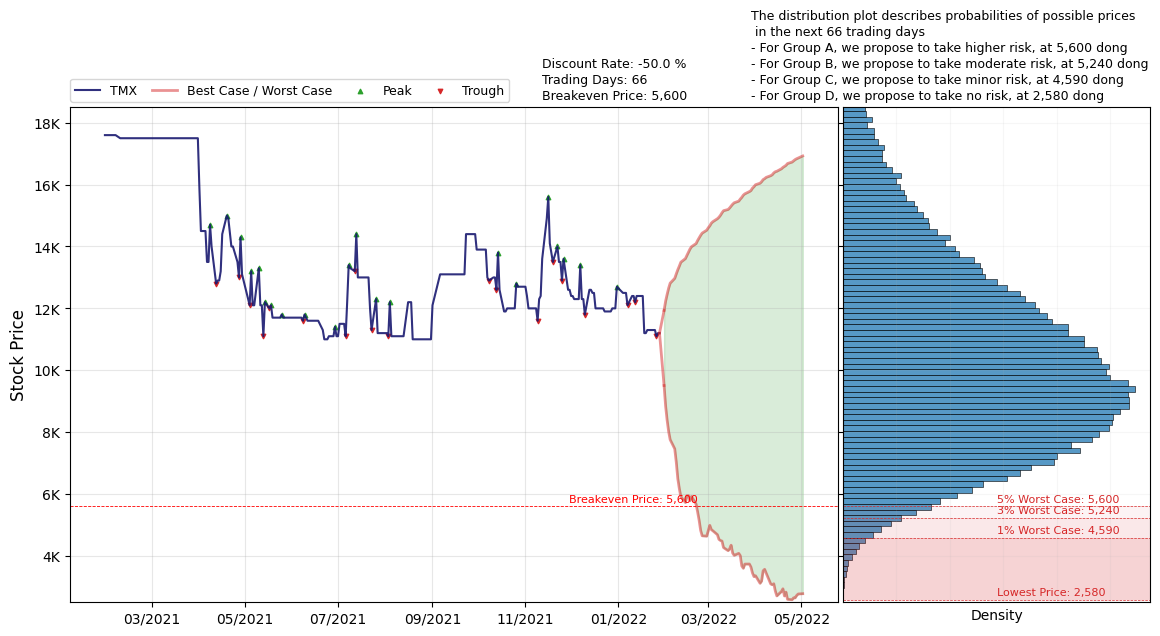 The distribution plot describes probabilities of possible prices
in the next 66 trading days
- For Group A, we propose to take higher risk, at 5,600 dong
- For Group B, we propose to take moderate risk, at 5,240 dong
- For Group C, we propose to take minor risk, at 4,590 dong
- For Group D, we propose to take no risk, at 2,580 dong
Discount Rate: -50.0 %
Trading Days: 66
Breakeven Price: 5,600
TMX
Best Case / Worst Case
Peak
Trough
Stock Price
18K
16K
14K
12K
10K
8K
6K
4K
Breakeven Price: 5,600
5% Worst Case: 5,600
3% Worst Case: 5,240
1% Worst Case: 4,590
Lowest Price: 2,580
03/2021
05/2021
07/2021
09/2021
11/2021
01/2022
03/2022
05/2022
Density